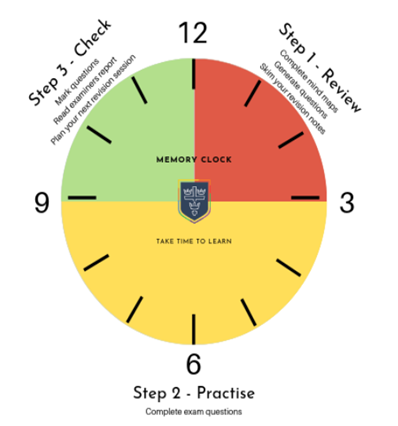 12
Step 3 - Check
Mark questions
Read examiners report
Plan your next revision session
Step 1 - Review
Complete mind maps
Generate questions
Skim your revision notes
MEMORY CLOCK
9
3
TAKE TIME TO LEARN
6
Step 2 - Practise
Complete exam questions